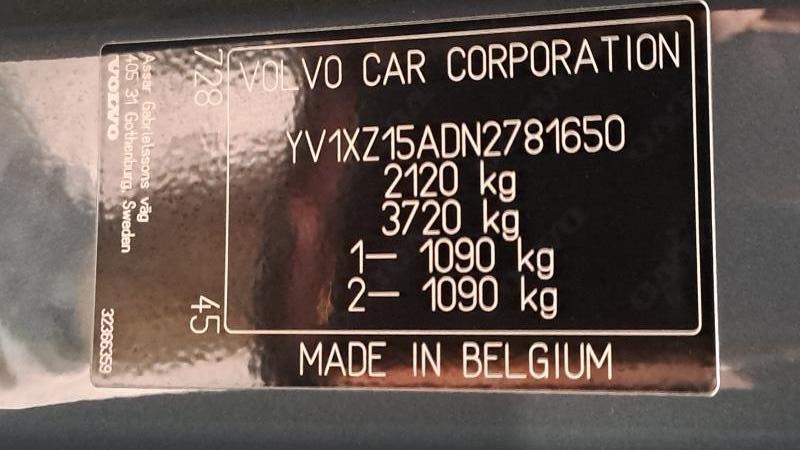 VOLVO CAR CORPORATION
YV1XZ15ADN2781650
2120 kg
3720 kg
1— 1090 kg
2— 1090 kg
MADE IN BELGIUM
728
45
Assar Gabrielssons väg
405 31 Gothenburg, Sweden
VOLVO
32366359